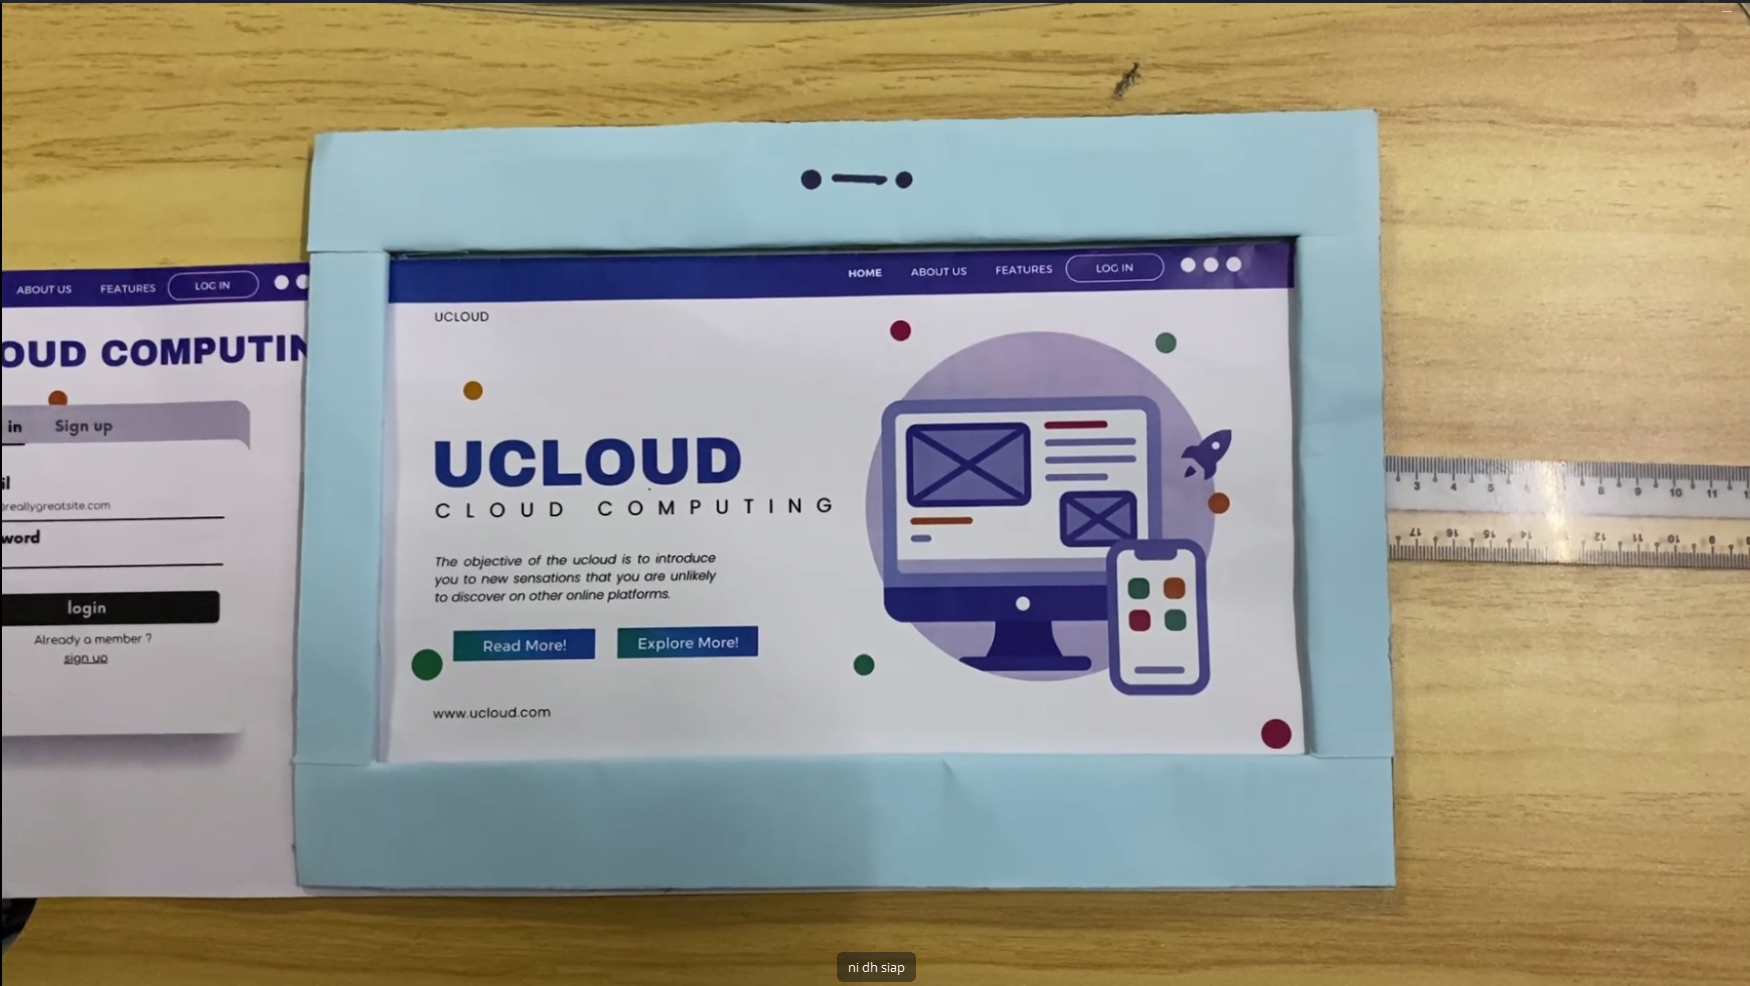 HOME ABOUT US FEATURES LOG IN
UCLOUD
UCLOUD
CLOUD COMPUTING
The objective of the ucloud is to introduce
you to new sensations that you are unlikely
to discover on other online platforms.
Read More! Explore More!
www.ucloud.com
ABOUT US FEATURES LOG IN
OUD COMPUTIN
in Sign up
il
reallygreatsite.com
word
login
Already a member ?
sign up
3 4 5 8 9 10 11
17 16 15 14 12 11 10 9
ni dh siap